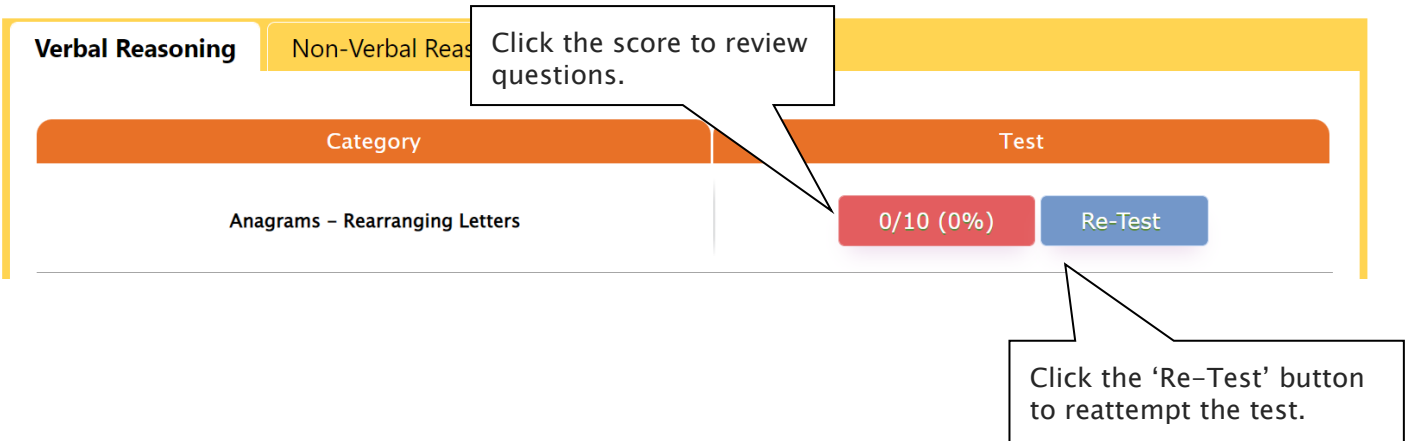 Verbal Reasoning
Non-Verbal Reas
Click the score to review
questions.
Category
Test
Anagrams – Rearranging Letters
0/10 (0%)
Re-Test
Click the ‘Re-Test’ button
to reattempt the test.